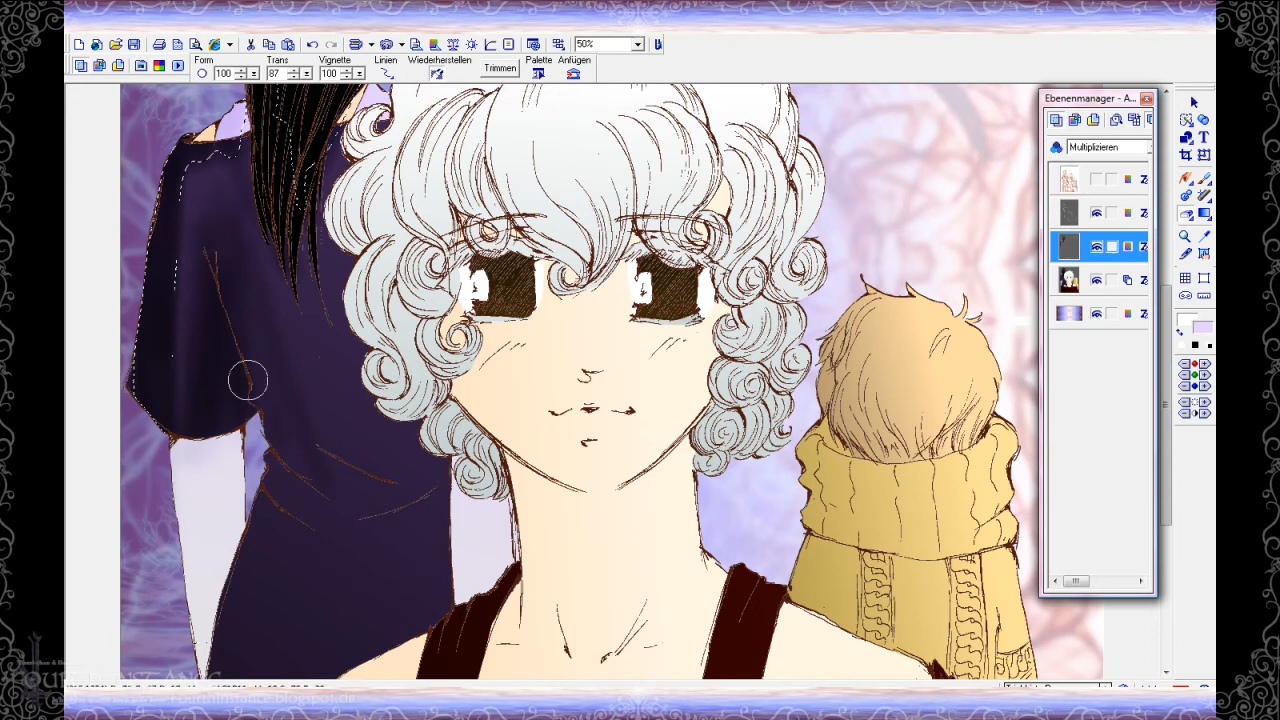 50%
Form
Trans
Vignette
Linien
Wiederherstellen
Palette
Anfügen
100
87
100
Trimmen
Ebenenmanager - A...
Multiplizieren